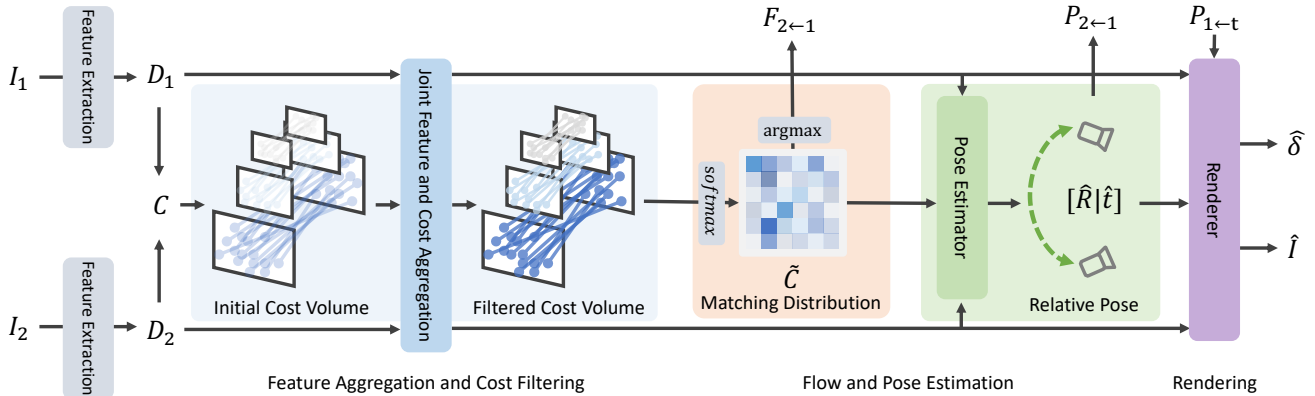 F₂←₁
P₂←₁
P₁←t
I₁
Feature Extraction
D₁
Joint Feature and Cost Aggregation
argmax
Pose Estimator
Renderer
δ̂
C
softmax
[R̂|t̂]
Î
C̃
Initial Cost Volume
Filtered Cost Volume
Matching Distribution
Relative Pose
I₂
Feature Extraction
D₂
Feature Aggregation and Cost Filtering
Flow and Pose Estimation
Rendering